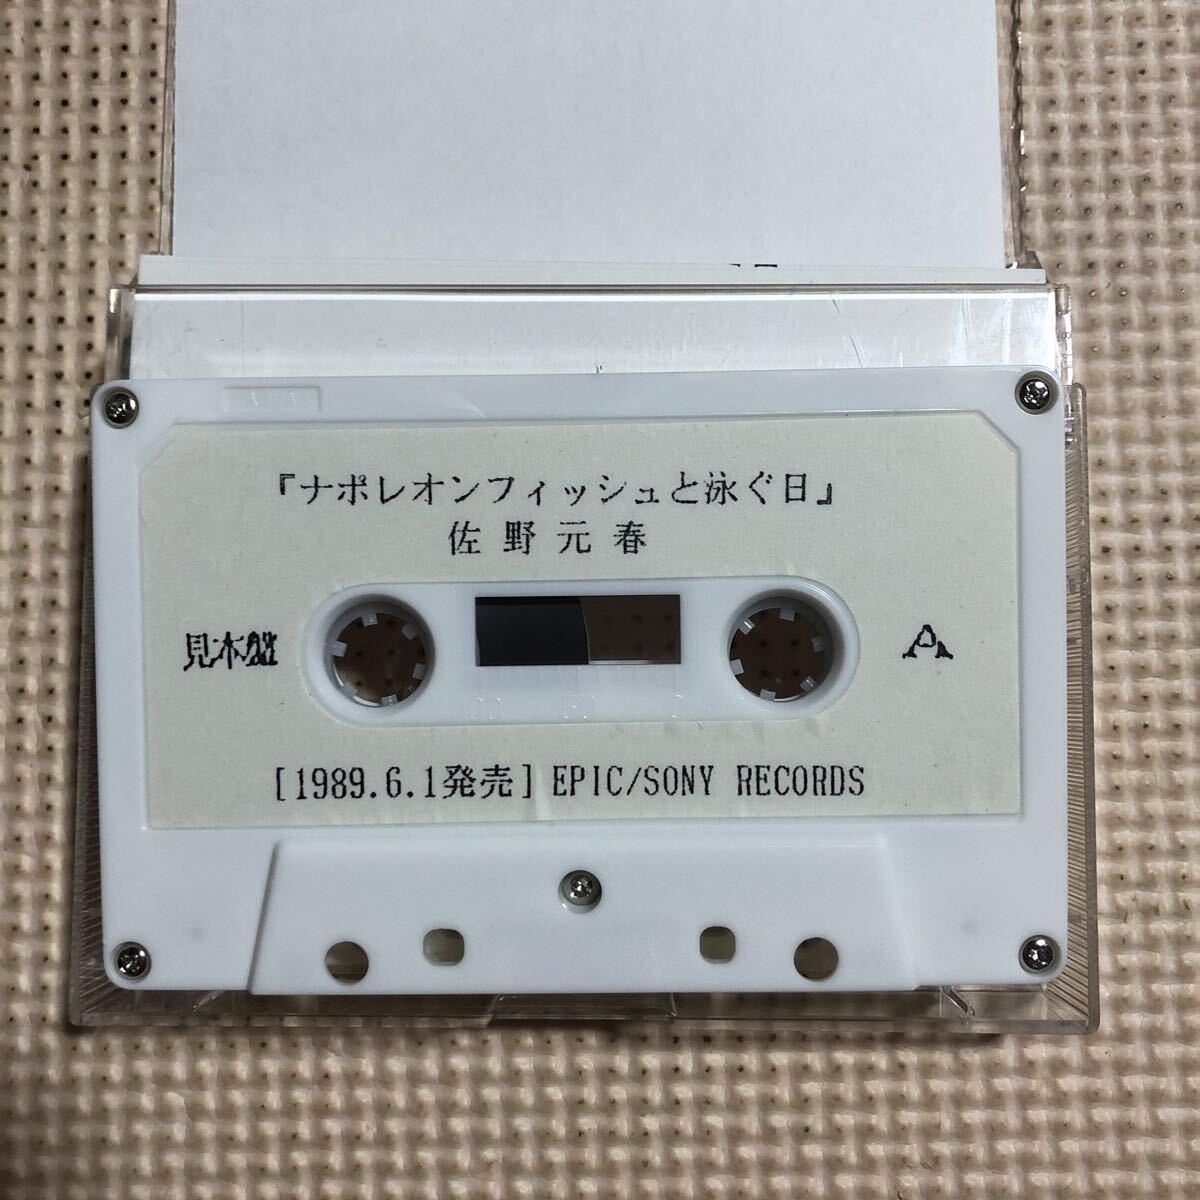 『ナポレオンフィッシュと泳ぐ日』
佐野元春
見本盤
A
[1989.6.1発売] EPIC/SONY RECORDS